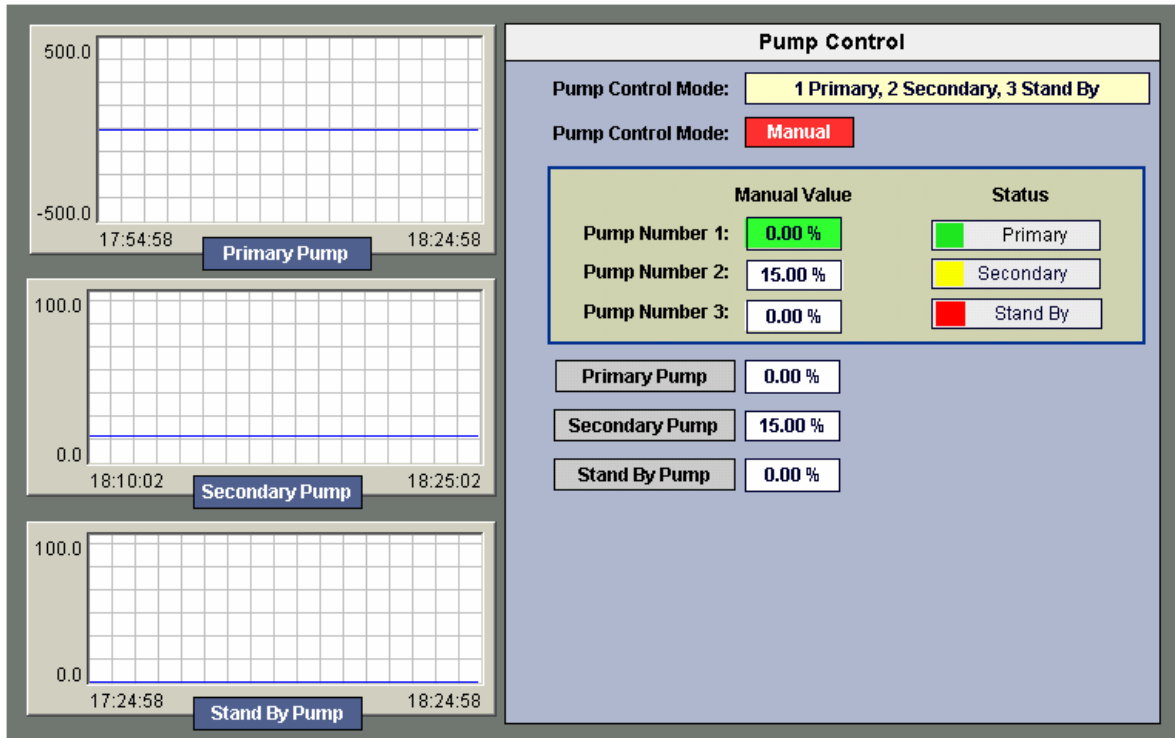 500.0
-500.0
17:54:58 18:24:58
Primary Pump
100.0
0.0
18:10:02 18:25:02
Secondary Pump
100.0
0.0
17:24:58 18:24:58
Stand By Pump
Pump Control
Pump Control Mode: 1 Primary, 2 Secondary, 3 Stand By
Pump Control Mode: Manual
Manual Value Status
Pump Number 1: 0.00 % Primary
Pump Number 2: 15.00 % Secondary
Pump Number 3: 0.00 % Stand By
Primary Pump 0.00 %
Secondary Pump 15.00 %
Stand By Pump 0.00 %